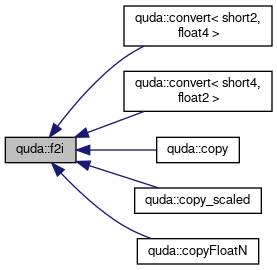 quda::convert< short2,
float4 >
quda::convert< short4,
float2 >
quda::f2i
quda::copy
quda::copy_scaled
quda::copyFloatN